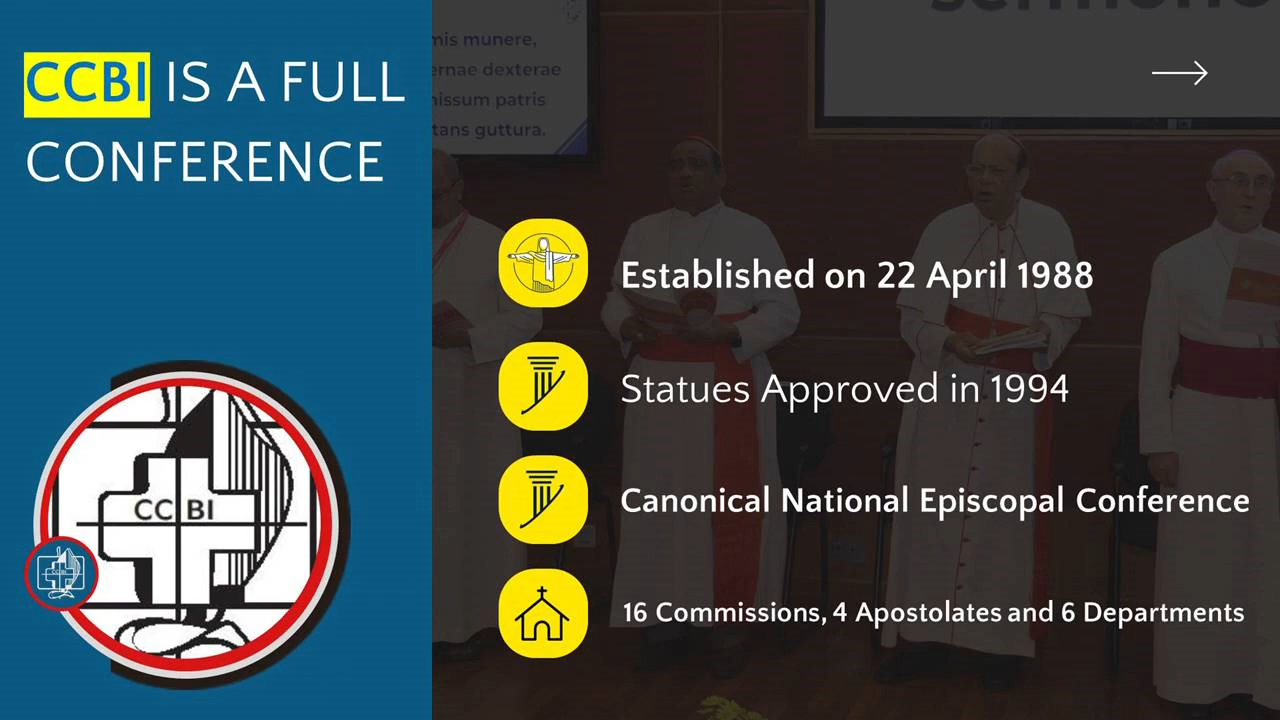 CCBI IS A FULL
CONFERENCE
mis munere,
ernae dexterae
nissum patris
tans guttura.
Established on 22 April 1988
Statues Approved in 1994
Canonical National Episcopal Conference
16 Commissions, 4 Apostolates and 6 Departments
CC BI